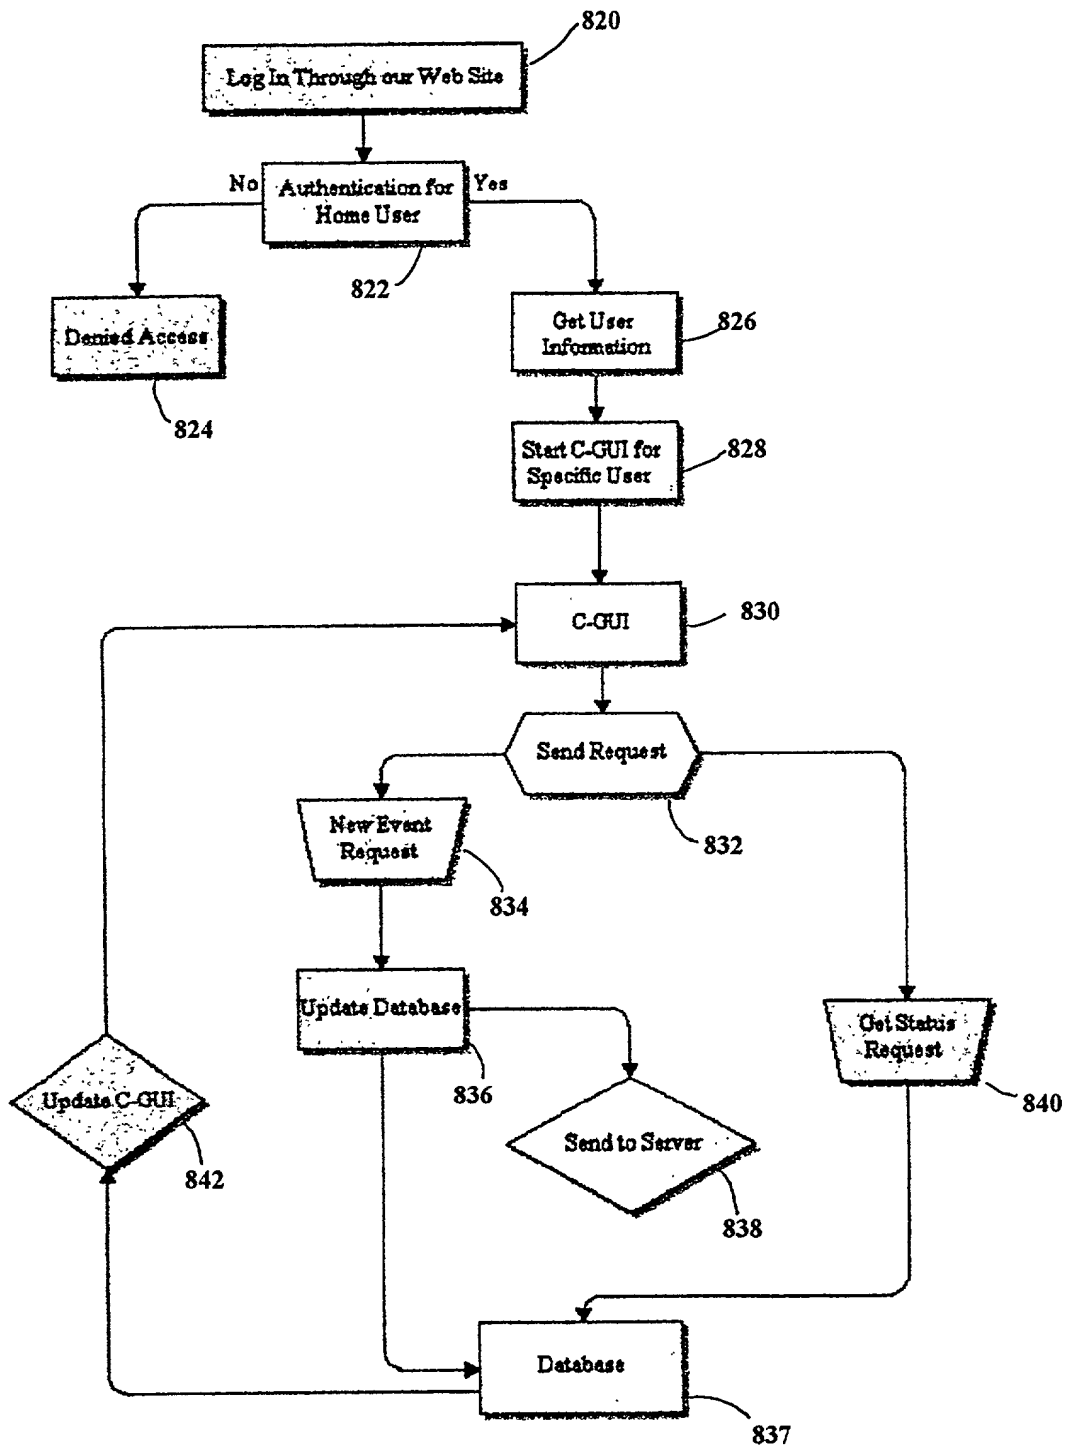 820
Log In Through our Web Site
No
Authentication for
Home User
Yes
822
Denied Access
824
Get User
Information
826
Start C-GUI for
Specific User
828
C-GUI
830
Send Request
832
New Event
Request
834
Update Database
836
Get Status
Request
840
Update C-GUI
842
Send to Server
838
Database
837